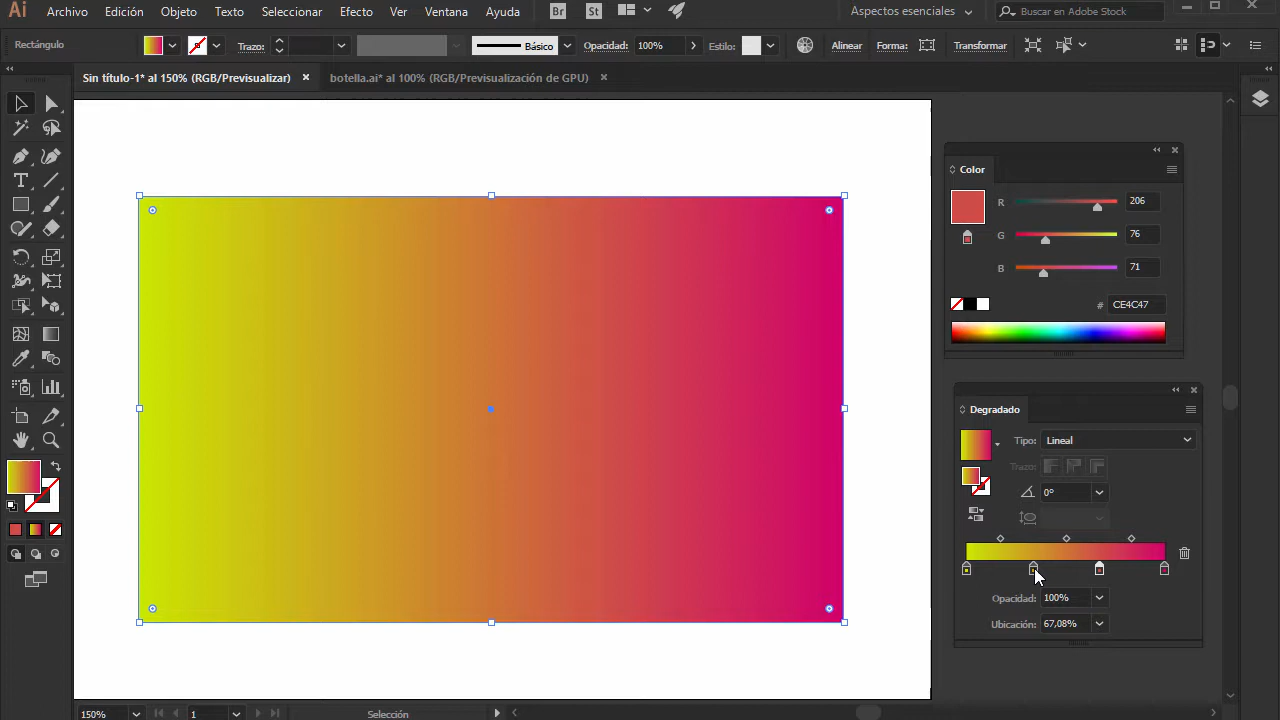 Ai Archivo Edición Objeto Texto Seleccionar Efecto Ver Ventana Ayuda Br St Aspectos esenciales Buscar en Adobe Stock
Rectángulo Trazo: Básico Opacidad: 100% Estilo: Alinear Forma: Transformar
Sin título-1* al 150% (RGB/Previsualizar) × botella.ai* al 100% (RGB/Previsualización de GPU) ×
Color
R 206
G 76
B 71
# CE4C47
Degradado
Tipo: Lineal
Trazo:
0°
Opacidad: 100%
Ubicación: 67,08%
150% 1 Selección